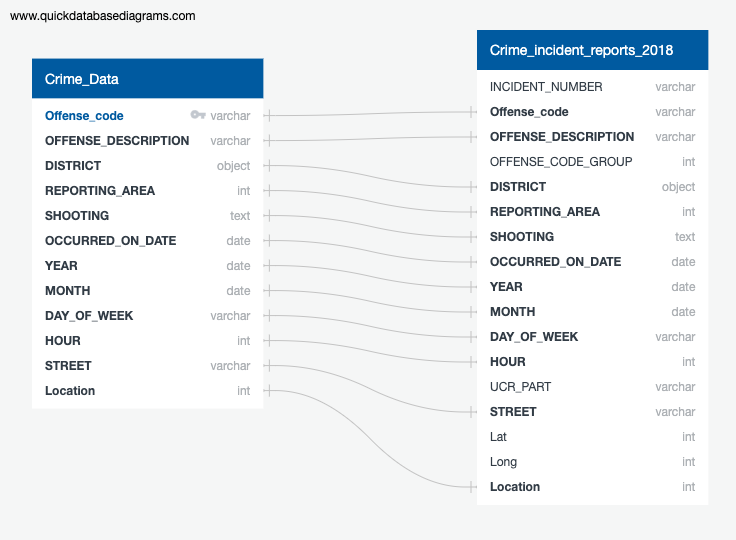 www.quickdatabasediagrams.com
Crime_Data
Offense_code varchar
OFFENSE_DESCRIPTION varchar
DISTRICT object
REPORTING_AREA int
SHOOTING text
OCCURRED_ON_DATE date
YEAR date
MONTH date
DAY_OF_WEEK varchar
HOUR int
STREET varchar
Location int
Crime_incident_reports_2018
INCIDENT_NUMBER varchar
Offense_code varchar
OFFENSE_DESCRIPTION varchar
OFFENSE_CODE_GROUP int
DISTRICT object
REPORTING_AREA int
SHOOTING text
OCCURRED_ON_DATE date
YEAR date
MONTH date
DAY_OF_WEEK varchar
HOUR int
UCR_PART varchar
STREET varchar
Lat int
Long int
Location int